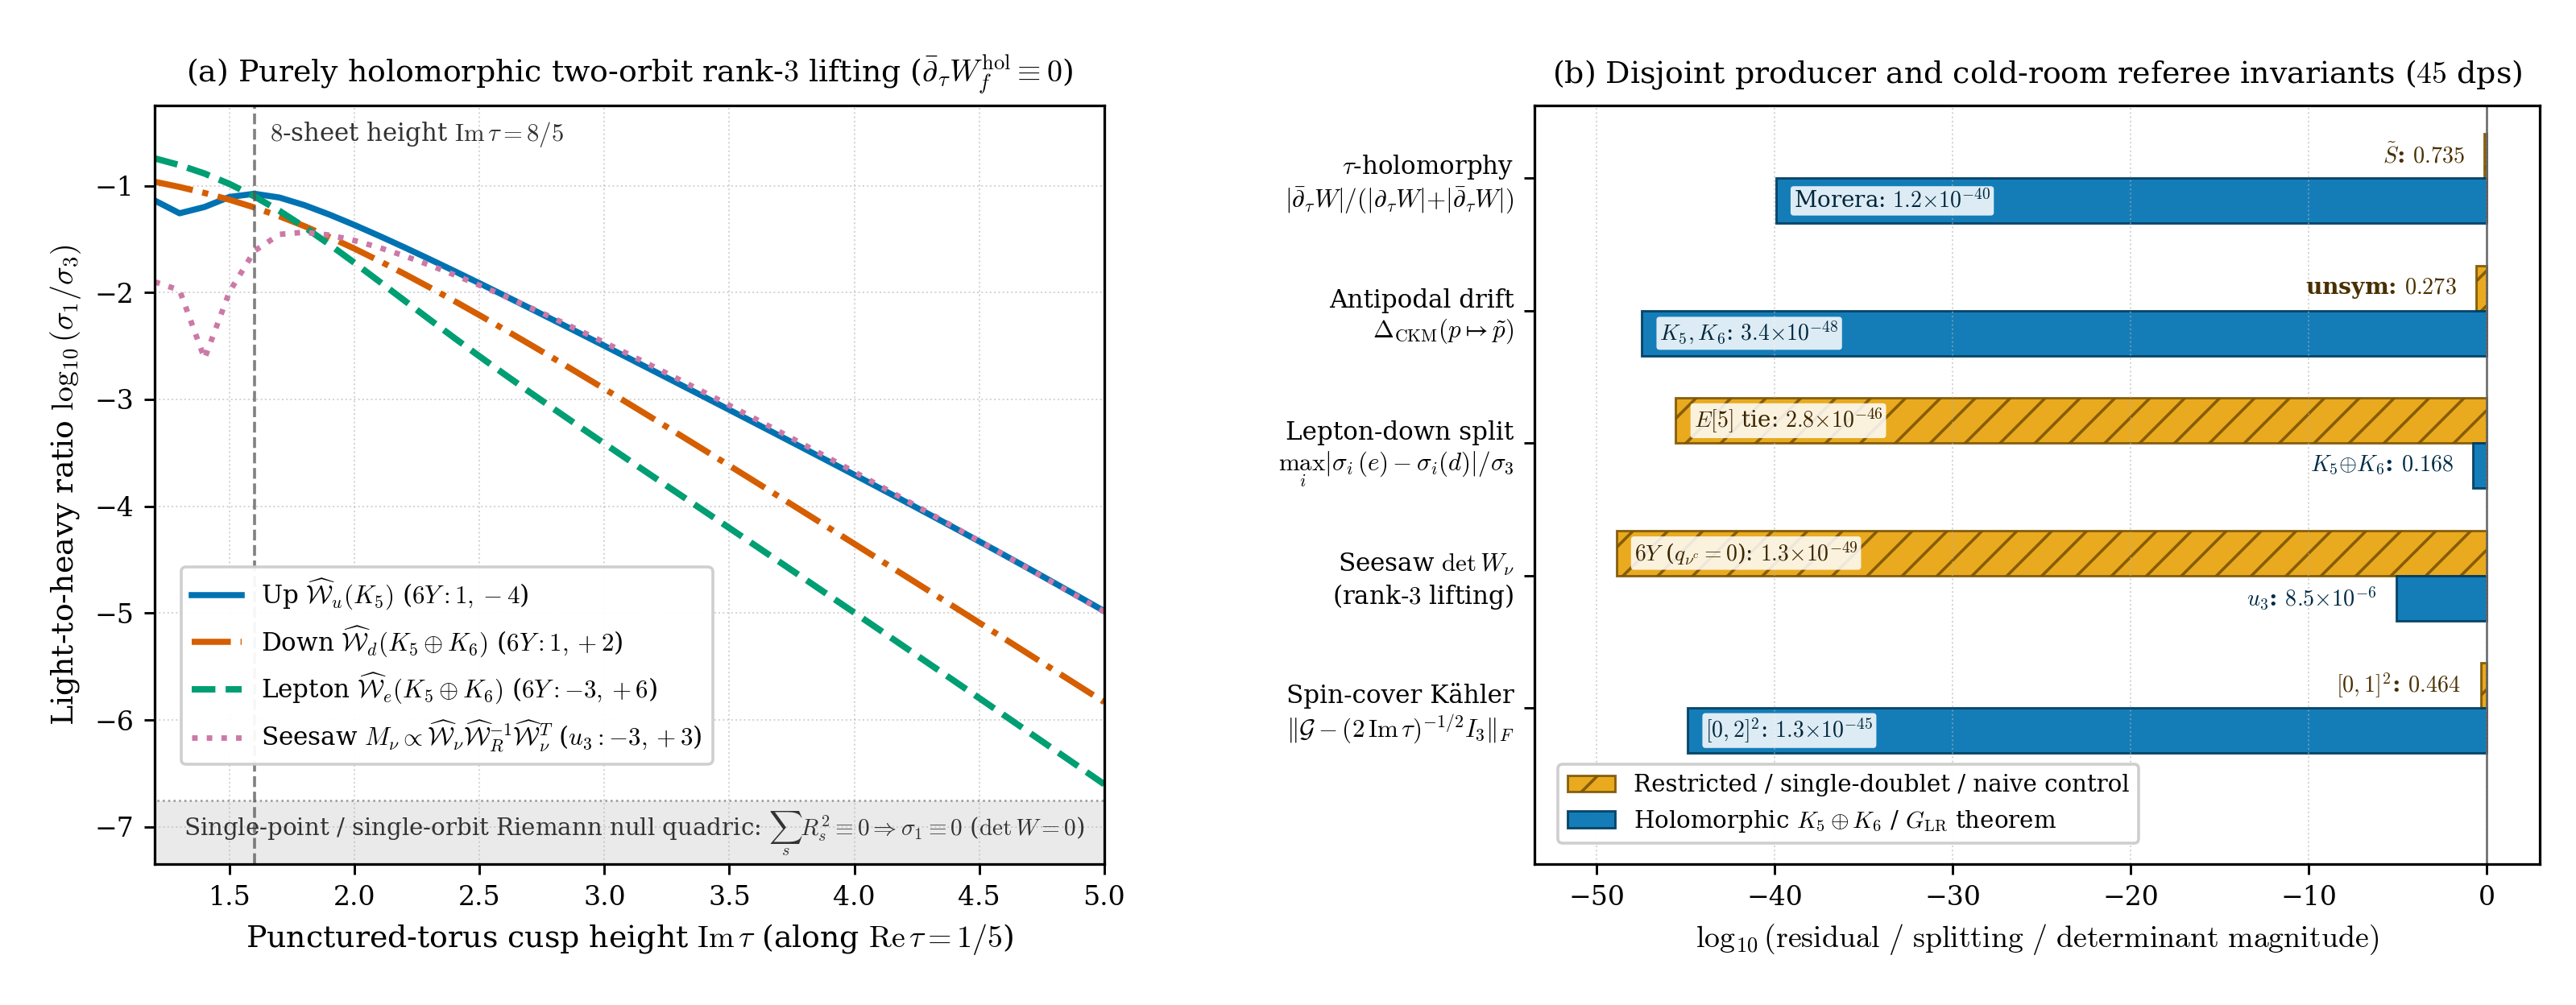 (a) Purely holomorphic two-orbit rank-3 lifting (∂̄_τ W_f^hol ≡ 0)
8-sheet height Im τ = 8/5
Light-to-heavy ratio log₁₀ (σ₁/σ₃)
−1
−2
−3
−4
−5
−6
−7
Up 𝒲̂_u(K₅) (6Y: 1, −4)
Down 𝒲̂_d(K₅ ⊕ K₆) (6Y: 1, +2)
Lepton 𝒲̂_e(K₅ ⊕ K₆) (6Y: −3, +6)
Seesaw M_ν ∝ 𝒲̂_ν 𝒲̂_R^−1 𝒲̂_ν^T (u₃: −3, +3)
Single-point / single-orbit Riemann null quadric: ∑_s R_s² ≡ 0 ⇒ σ₁ ≡ 0 (det W = 0)
1.5 2.0 2.5 3.0 3.5 4.0 4.5 5.0
Punctured-torus cusp height Im τ (along Re τ = 1/5)
(b) Disjoint producer and cold-room referee invariants (45 dps)
τ-holomorphy
|∂̄_τ W|/(|∂_τ W|+|∂̄_τ W|)
S̃: 0.735
Morera: 1.2×10⁻⁴⁰
Antipodal drift
Δ_CKM(p ↦ p̃)
unsym: 0.273
K₅, K₆: 3.4×10⁻⁴⁸
Lepton-down split
max_i |σ_i (e) − σ_i(d)|/σ₃
E[5] tie: 2.8×10⁻⁴⁶
K₅⊕K₆: 0.168
Seesaw det W_ν
(rank-3 lifting)
6Y (q_ν^c = 0): 1.3×10⁻⁴⁹
u₃: 8.5×10⁻⁶
Spin-cover Kähler
‖𝒢 − (2 Im τ)^−1/2 I₃‖_F
[0, 1]²: 0.464
[0, 2]²: 1.3×10⁻⁴⁵
Restricted / single-doublet / naive control
Holomorphic K₅ ⊕ K₆ / G_LR theorem
−50 −40 −30 −20 −10 0
log₁₀ (residual / splitting / determinant magnitude)